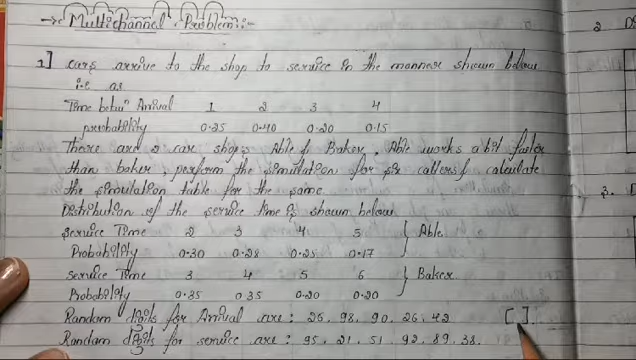 → Multichannel Problem:-
1] cars arrive to the shop to service in the manner shown below
i.e as
Time betwn Arrival 1 2 3 4
probability 0.25 0.40 0.20 0.15
There are 2 car shop: Able & Baker, Able works a bit faster
than baker, perform the simulation for six callers & calculate
the simulation table for the same.
Distribution of the service time is shown below
Service Time 2 3 4 5 } Able
Probability 0.30 0.28 0.25 0.17
Service Time 3 4 5 6 } Baker
Probability 0.35 0.35 0.20 0.20
Random digits for Arrival are: 26, 98, 90, 26, 42 [ ]
Random digits for service are: 95, 21, 51, 92, 89, 38.
2
3.